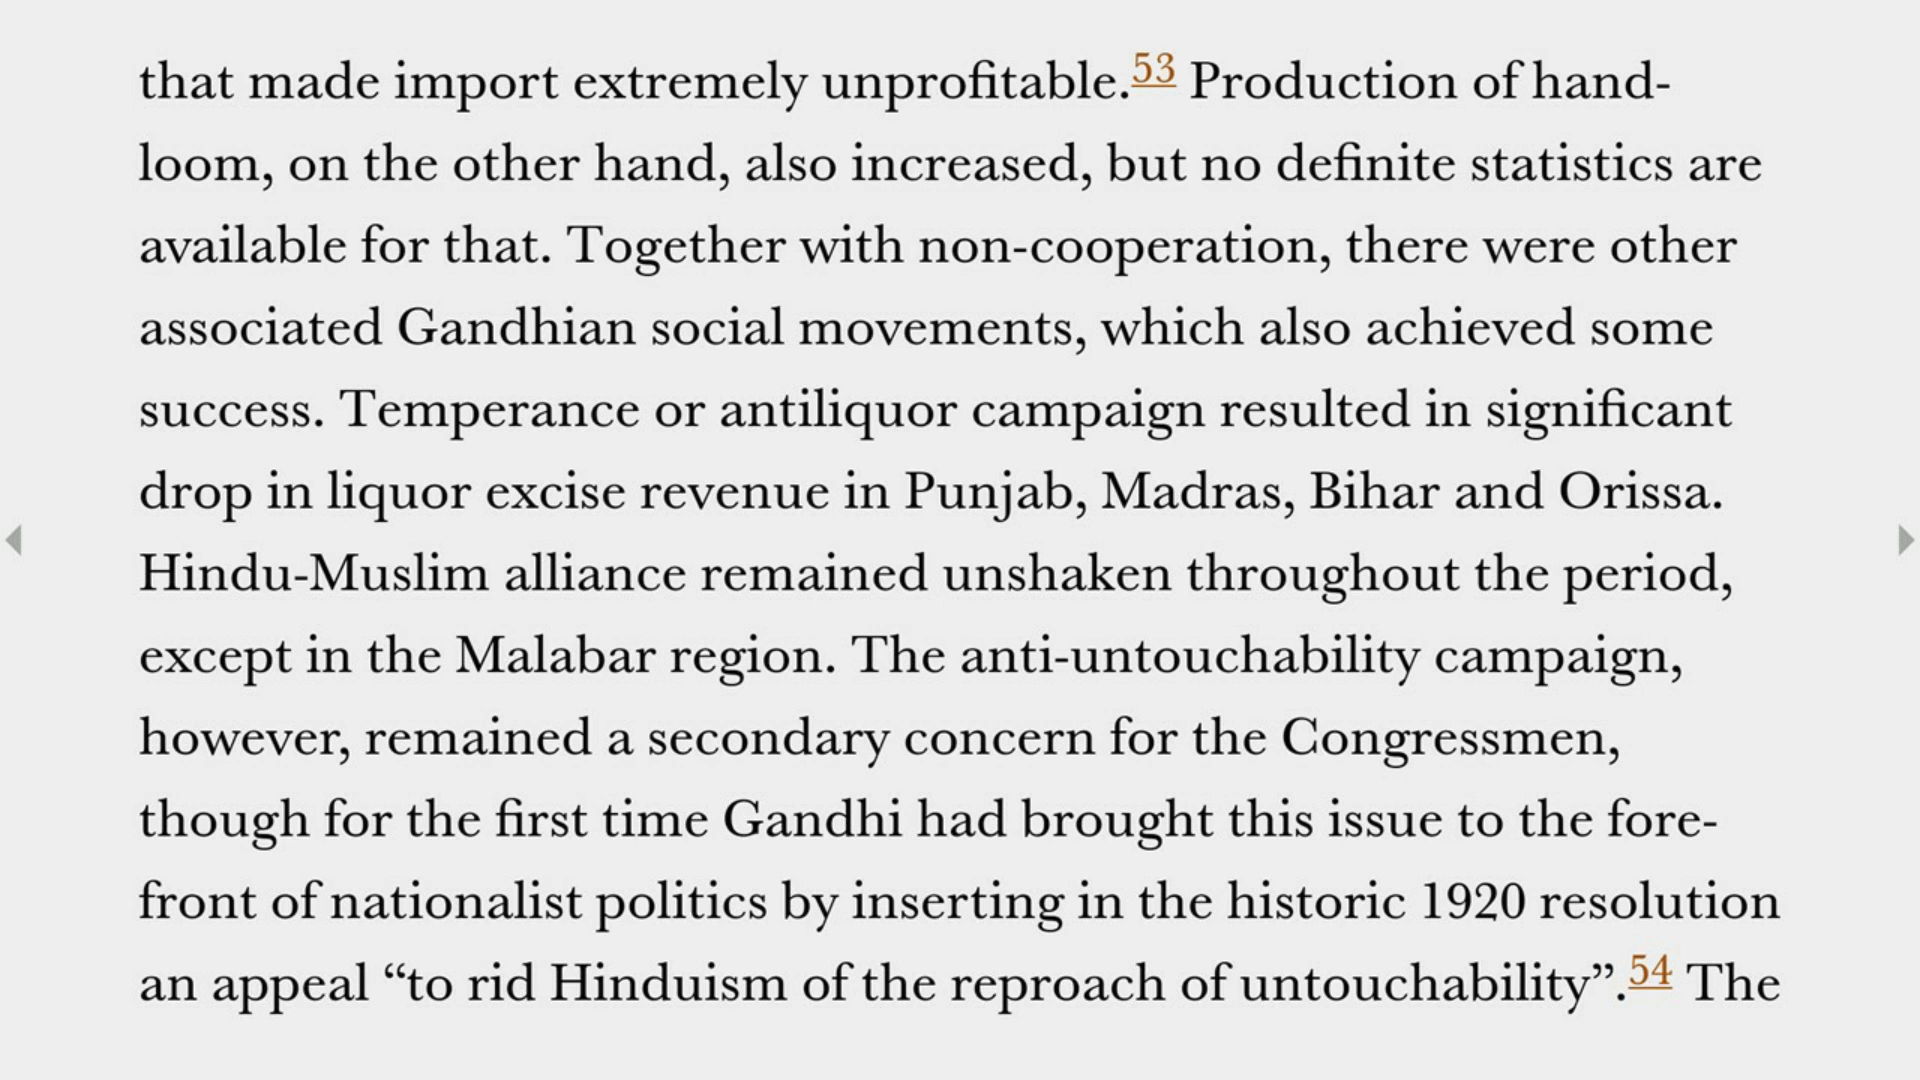 that made import extremely unprofitable.53 Production of hand-
loom, on the other hand, also increased, but no definite statistics are
available for that. Together with non-cooperation, there were other
associated Gandhian social movements, which also achieved some
success. Temperance or antiliquor campaign resulted in significant
drop in liquor excise revenue in Punjab, Madras, Bihar and Orissa.
Hindu-Muslim alliance remained unshaken throughout the period,
except in the Malabar region. The anti-untouchability campaign,
however, remained a secondary concern for the Congressmen,
though for the first time Gandhi had brought this issue to the fore-
front of nationalist politics by inserting in the historic 1920 resolution
an appeal “to rid Hinduism of the reproach of untouchability”.54 The